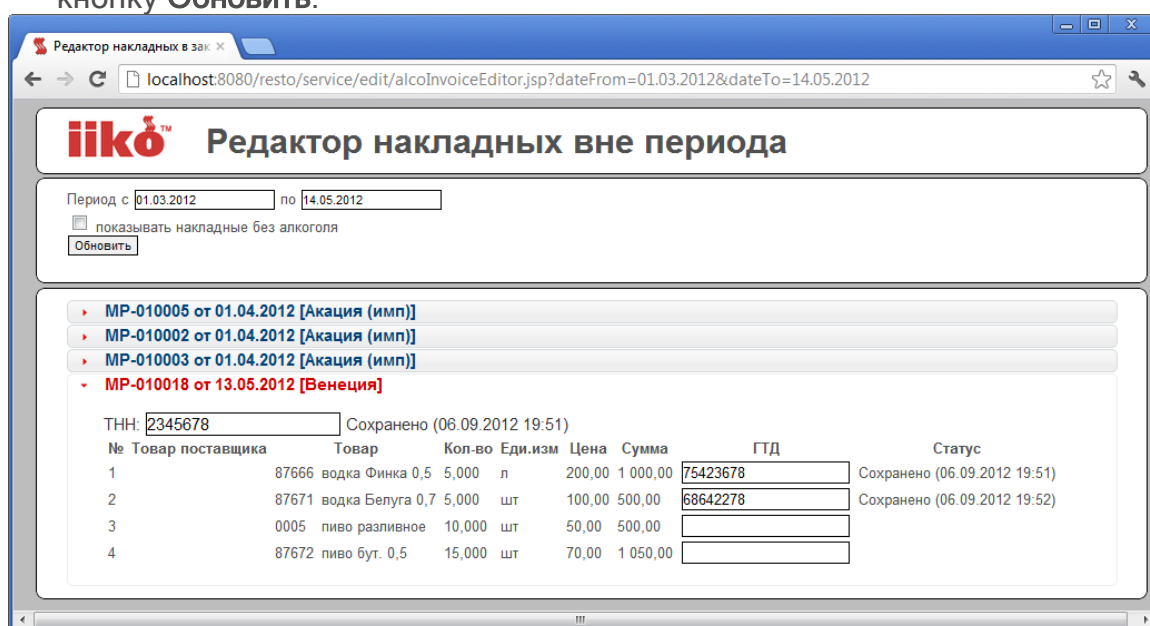 кнопку Обновить.
Редактор накладных в зак
localhost:8080/resto/service/edit/alcoInvoiceEditor.jsp?dateFrom=01.03.2012&dateTo=14.05.2012
iiko™ Редактор накладных вне периода
Период с 01.03.2012 по 14.05.2012
показывать накладные без алкоголя
Обновить
МР-010005 от 01.04.2012 [Акация (имп)]
МР-010002 от 01.04.2012 [Акация (имп)]
МР-010003 от 01.04.2012 [Акация (имп)]
МР-010018 от 13.05.2012 [Венеция]
ТНН: 2345678 Сохранено (06.09.2012 19:51)
№ Товар поставщика Товар Кол-во Еди.изм Цена Сумма ГТД Статус
1 87666 водка Финка 0,5 5,000 л 200,00 1 000,00 75423678 Сохранено (06.09.2012 19:51)
2 87671 водка Белуга 0,7 5,000 шт 100,00 500,00 68642278 Сохранено (06.09.2012 19:52)
3 0005 пиво разливное 10,000 шт 50,00 500,00
4 87672 пиво бут. 0,5 15,000 шт 70,00 1 050,00